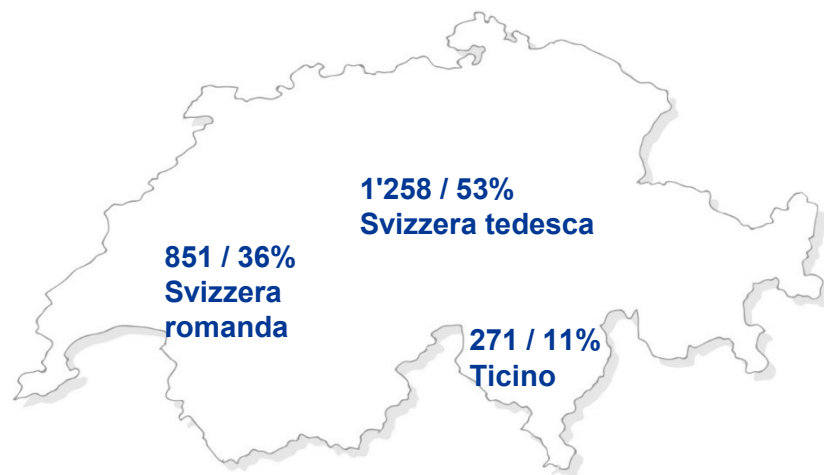 1'258 / 53%
Svizzera tedesca
851 / 36%
Svizzera
romanda
271 / 11%
Ticino